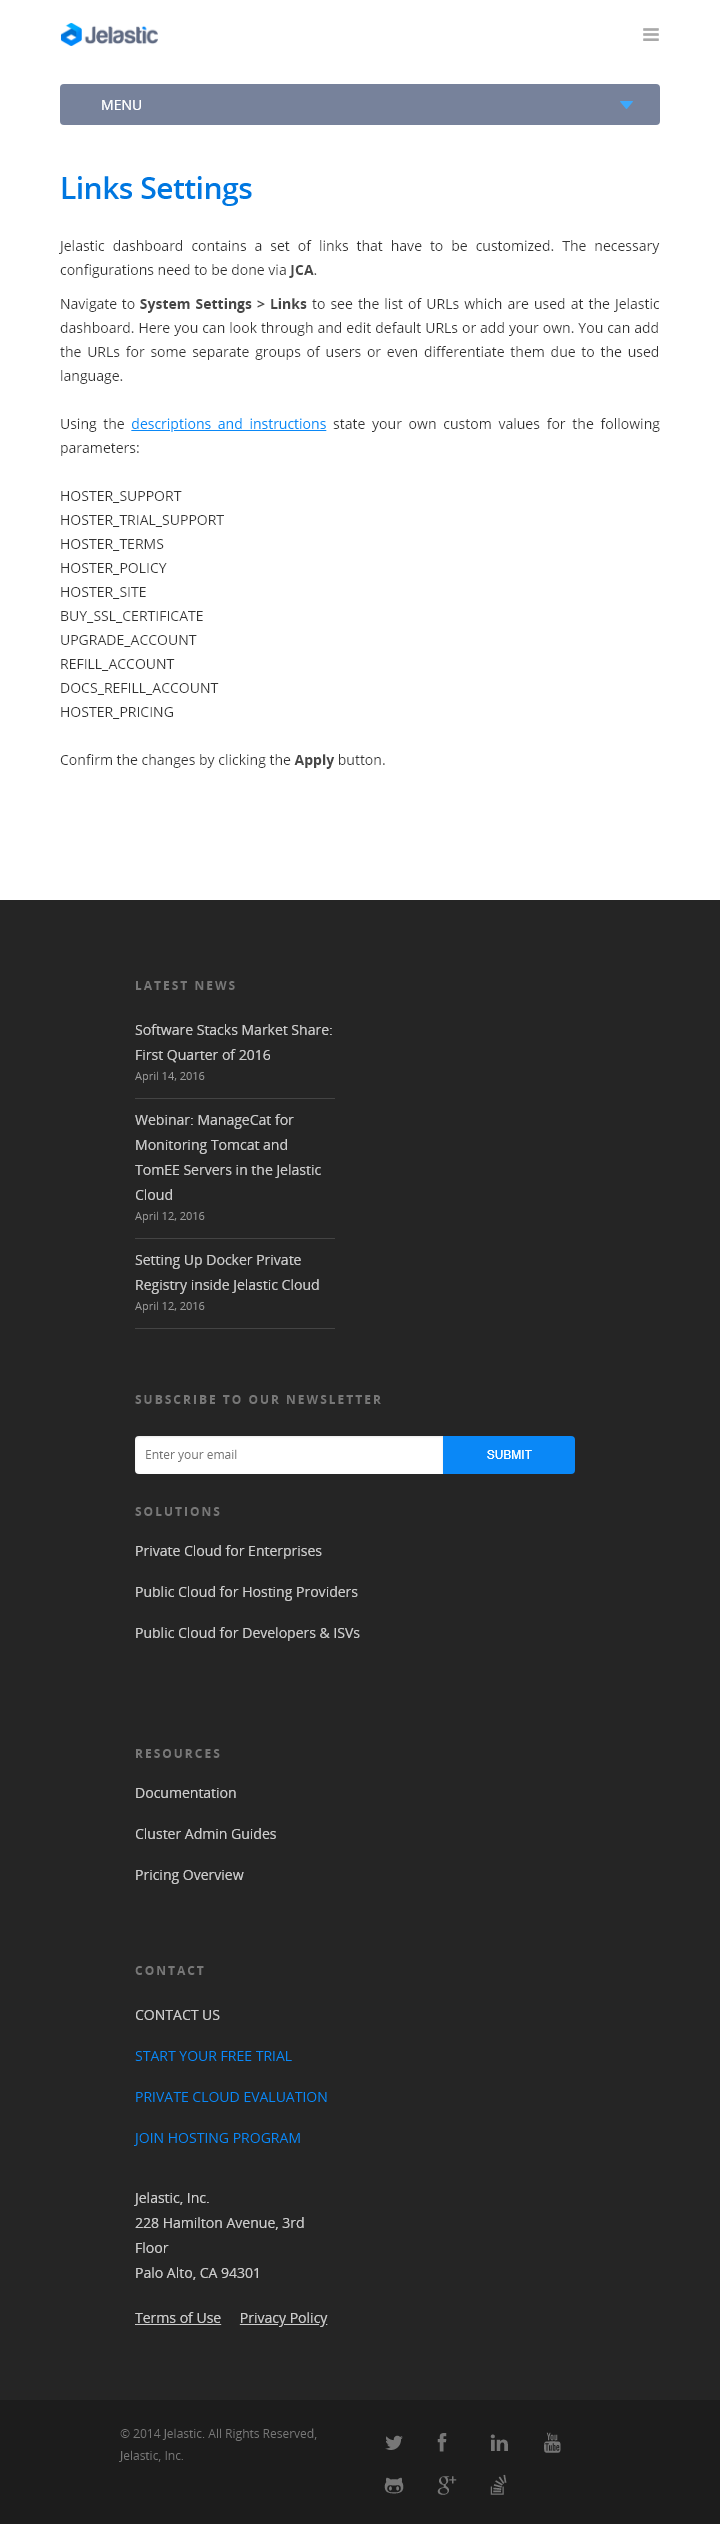 Jelastic
MENU
Links Settings
Jelastic dashboard contains a set of links that have to be customized. The necessary
configurations need to be done via JCA.
Navigate to System Settings > Links to see the list of URLs which are used at the Jelastic
dashboard. Here you can look through and edit default URLs or add your own. You can add
the URLs for some separate groups of users or even differentiate them due to the used
language.
Using the descriptions and instructions state your own custom values for the following
parameters:
HOSTER_SUPPORT
HOSTER_TRIAL_SUPPORT
HOSTER_TERMS
HOSTER_POLICY
HOSTER_SITE
BUY_SSL_CERTIFICATE
UPGRADE_ACCOUNT
REFILL_ACCOUNT
DOCS_REFILL_ACCOUNT
HOSTER_PRICING
Confirm the changes by clicking the Apply button.
LATEST NEWS
Software Stacks Market Share:
First Quarter of 2016
April 14, 2016
Webinar: ManageCat for
Monitoring Tomcat and
TomEE Servers in the Jelastic
Cloud
April 12, 2016
Setting Up Docker Private
Registry inside Jelastic Cloud
April 12, 2016
SUBSCRIBE TO OUR NEWSLETTER
Enter your email SUBMIT
SOLUTIONS
Private Cloud for Enterprises
Public Cloud for Hosting Providers
Public Cloud for Developers & ISVs
RESOURCES
Documentation
Cluster Admin Guides
Pricing Overview
CONTACT
CONTACT US
START YOUR FREE TRIAL
PRIVATE CLOUD EVALUATION
JOIN HOSTING PROGRAM
Jelastic, Inc.
228 Hamilton Avenue, 3rd
Floor
Palo Alto, CA 94301
Terms of Use Privacy Policy
© 2014 Jelastic. All Rights Reserved,
Jelastic, Inc.